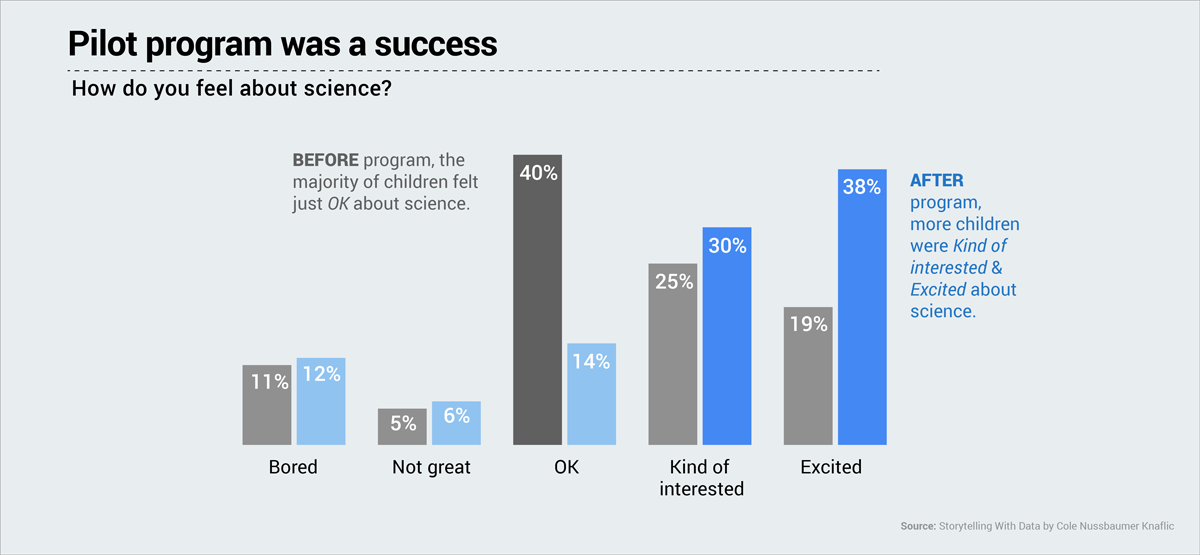 Pilot program was a success
How do you feel about science?
BEFORE program, the
majority of children felt
just OK about science.
40%
38%
AFTER
program,
more children
were Kind of
interested &
Excited about
science.
30%
25%
19%
14%
11%
12%
5%
6%
Bored
Not great
OK
Kind of
interested
Excited
Source: Storytelling With Data by Cole Nussbaumer Knaflic